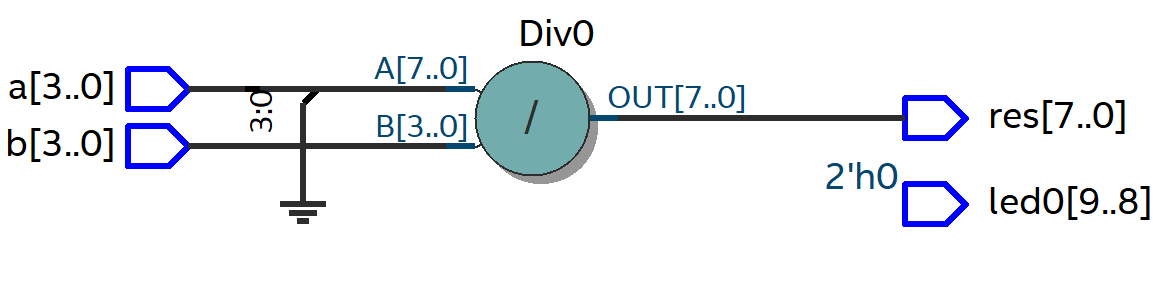 Div0
a[3..0]
3:0
A[7..0]
b[3..0]
B[3..0]
/
OUT[7..0]
res[7..0]
2'h0
led0[9..8]